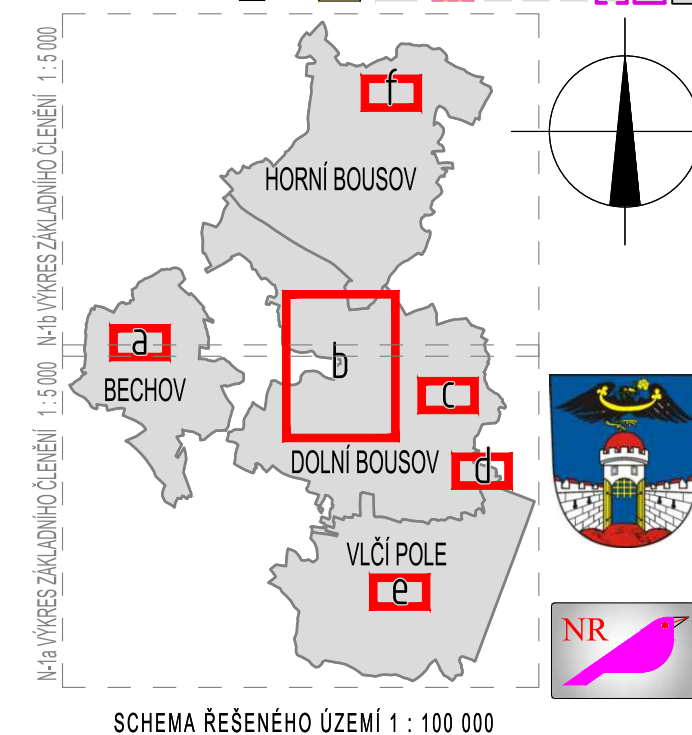 f
HORNÍ BOUSOV
N-1b VÝKRES ZÁKLADNÍHO ČLENĚNÍ 1 : 5 000
a
b
BECHOV
c
DOLNÍ BOUSOV
d
N-1a VÝKRES ZÁKLADNÍHO ČLENĚNÍ 1 : 5 000
VLČÍ POLE
e
NR
SCHEMA ŘEŠENÉHO ÚZEMÍ 1 : 100 000